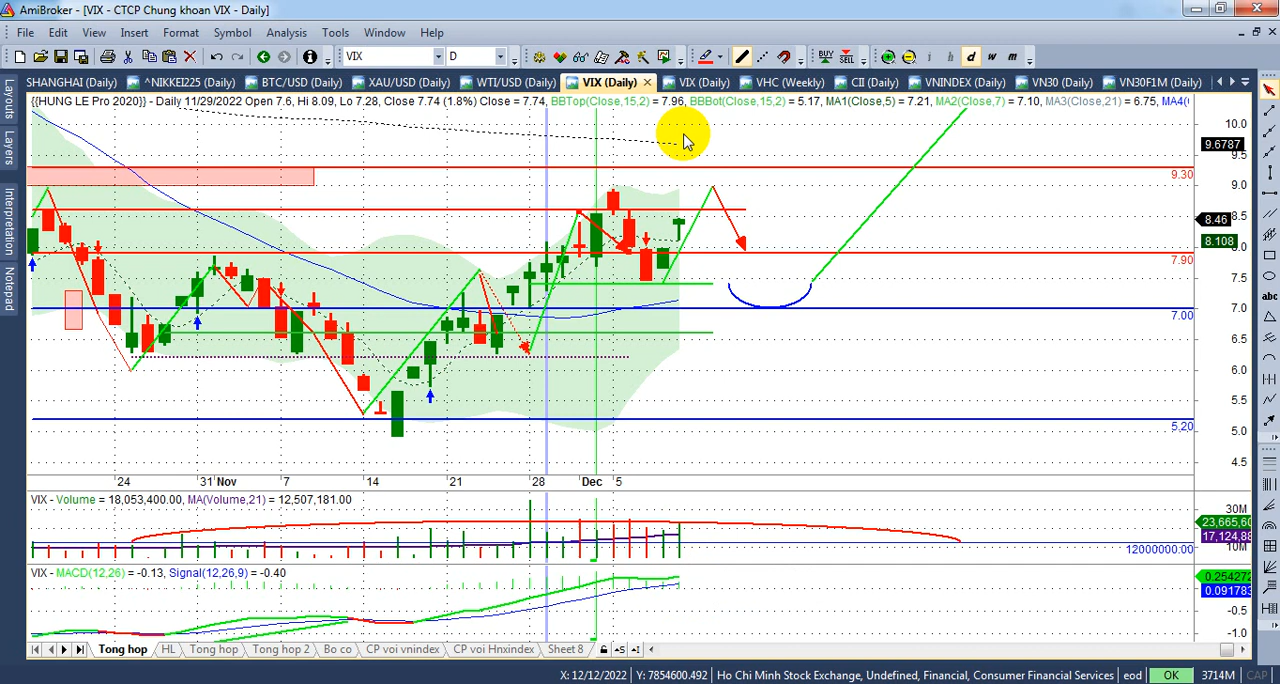 AmiBroker - [VIX - CTCP Chung khoan VIX - Daily]
File Edit View Insert Format Symbol Analysis Tools Window Help
VIX D BUY SELL i h d w m
SHANGHAI (Daily) ^NIKKEI225 (Daily) BTC/USD (Daily) XAU/USD (Daily) WTI/USD (Daily) VIX (Daily) VIX (Daily) VHC (Weekly) CII (Daily) VNINDEX (Daily) VN30 (Daily) VN30F1M (Daily)
{{HUNG LE Pro 2020}} - Daily 11/29/2022 Open 7.6, Hi 8.09, Lo 7.28, Close 7.74 (1.8%) Close = 7.74, BBTop(Close,15,2) = 7.96, BBBot(Close,15,2) = 5.17, MA1(Close,5) = 7.21, MA2(Close,7) = 7.10, MA3(Close,21) = 6.75, MA4(
Layouts
Layers
Interpretation
Notepad
10.0
9.6787
9.5
9.30
9.0
8.5
8.46
8.108
8.0
7.90
7.5
7.0
7.00
6.5
6.0
5.5
5.20
5.0
4.5
24 31 Nov 7 14 21 28 Dec 5
VIX - Volume = 18,053,400.00, MA(Volume,21) = 12,507,181.00
30M
23,665,60
17,124,88
10M
12000000.00
VIX - MACD(12,26) = -0.13, Signal(12,26,9) = -0.40
0.254272
0.091783
-0.5
-1.0
Tong hop HL Tong hop Tong hop 2 Bo co CP voi vnindex CP voi Hnxindex Sheet 8
X: 12/12/2022 Y: 7854600.492 Ho Chi Minh Stock Exchange, Undefined, Financial, Consumer Financial Services eod OK 3714M CAP
abc